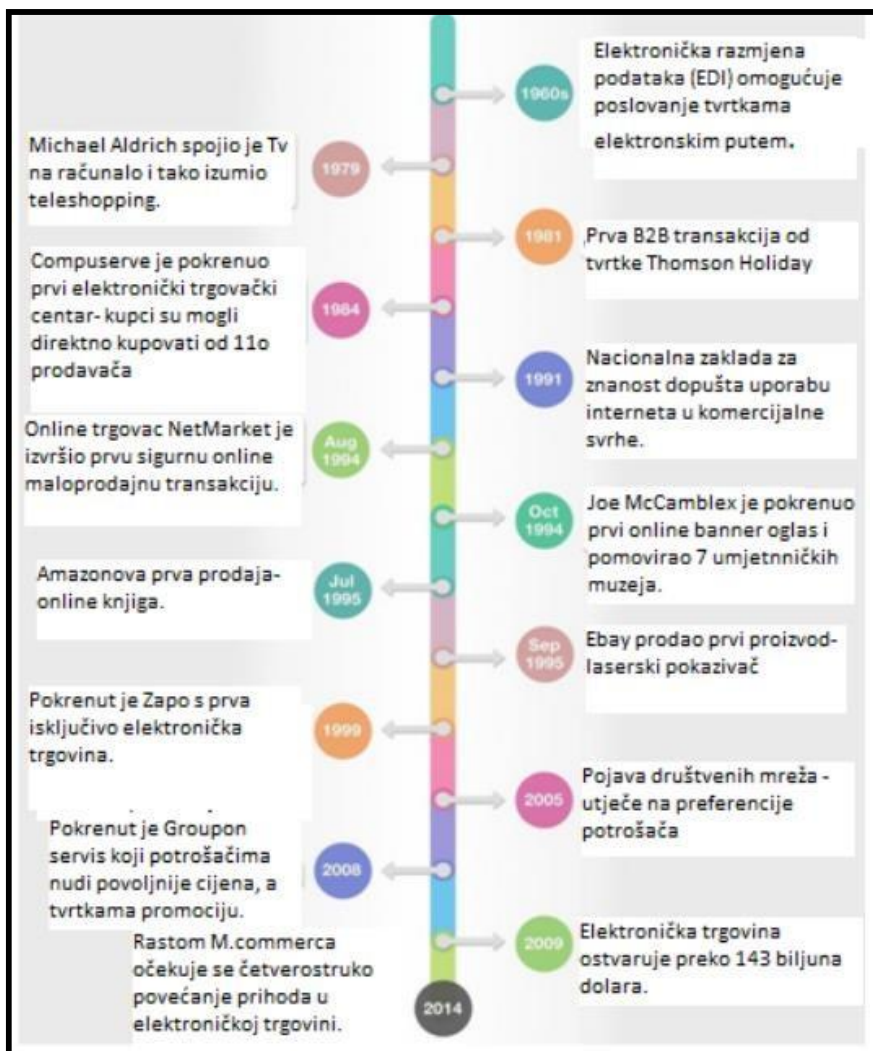 1960s
Elektronička razmjena
podataka (EDI) omogućuje
poslovanje tvrtkama
elektronskim putem.
Michael Aldrich spojio je Tv
na računalo i tako izumio
teleshopping.
1979
1981
,Prva B2B transakcija od
tvrtke Thomson Holiday
Compuserve je pokrenuo
prvi elektronički trgovački
centar- kupci su mogli
direktno kupovati od 11o
prodavača
1984
1991
Nacionalna zaklada za
znanost dopušta uporabu
interneta u komercijalne
svrhe.
Online trgovac NetMarket je
izvršio prvu sigurnu online
maloprodajnu transakciju.
Aug
1994
Oct
1994
Joe McCamblex je pokrenuo
prvi online banner oglas i
pomovirao 7 umjetnničkih
muzeja.
Amazonova prva prodaja-
online knjiga.
Jul
1995
Sep
1995
Ebay prodao prvi proizvod-
laserski pokazivač
Pokrenut je Zapo s prva
isključivo elektronička
trgovina.
1999
2005
Pojava društvenih mreža -
utječe na preferencije
potrošača
Pokrenut je Groupon
servis koji potrošačima
nudi povoljnije cijena, a
tvrtkama promociju.
2008
2009
Elektronička trgovina
ostvaruje preko 143 biljuna
dolara.
Rastom M.commerca
očekuje se četverostruko
povećanje prihoda u
elektroničkoj trgovini.
2014